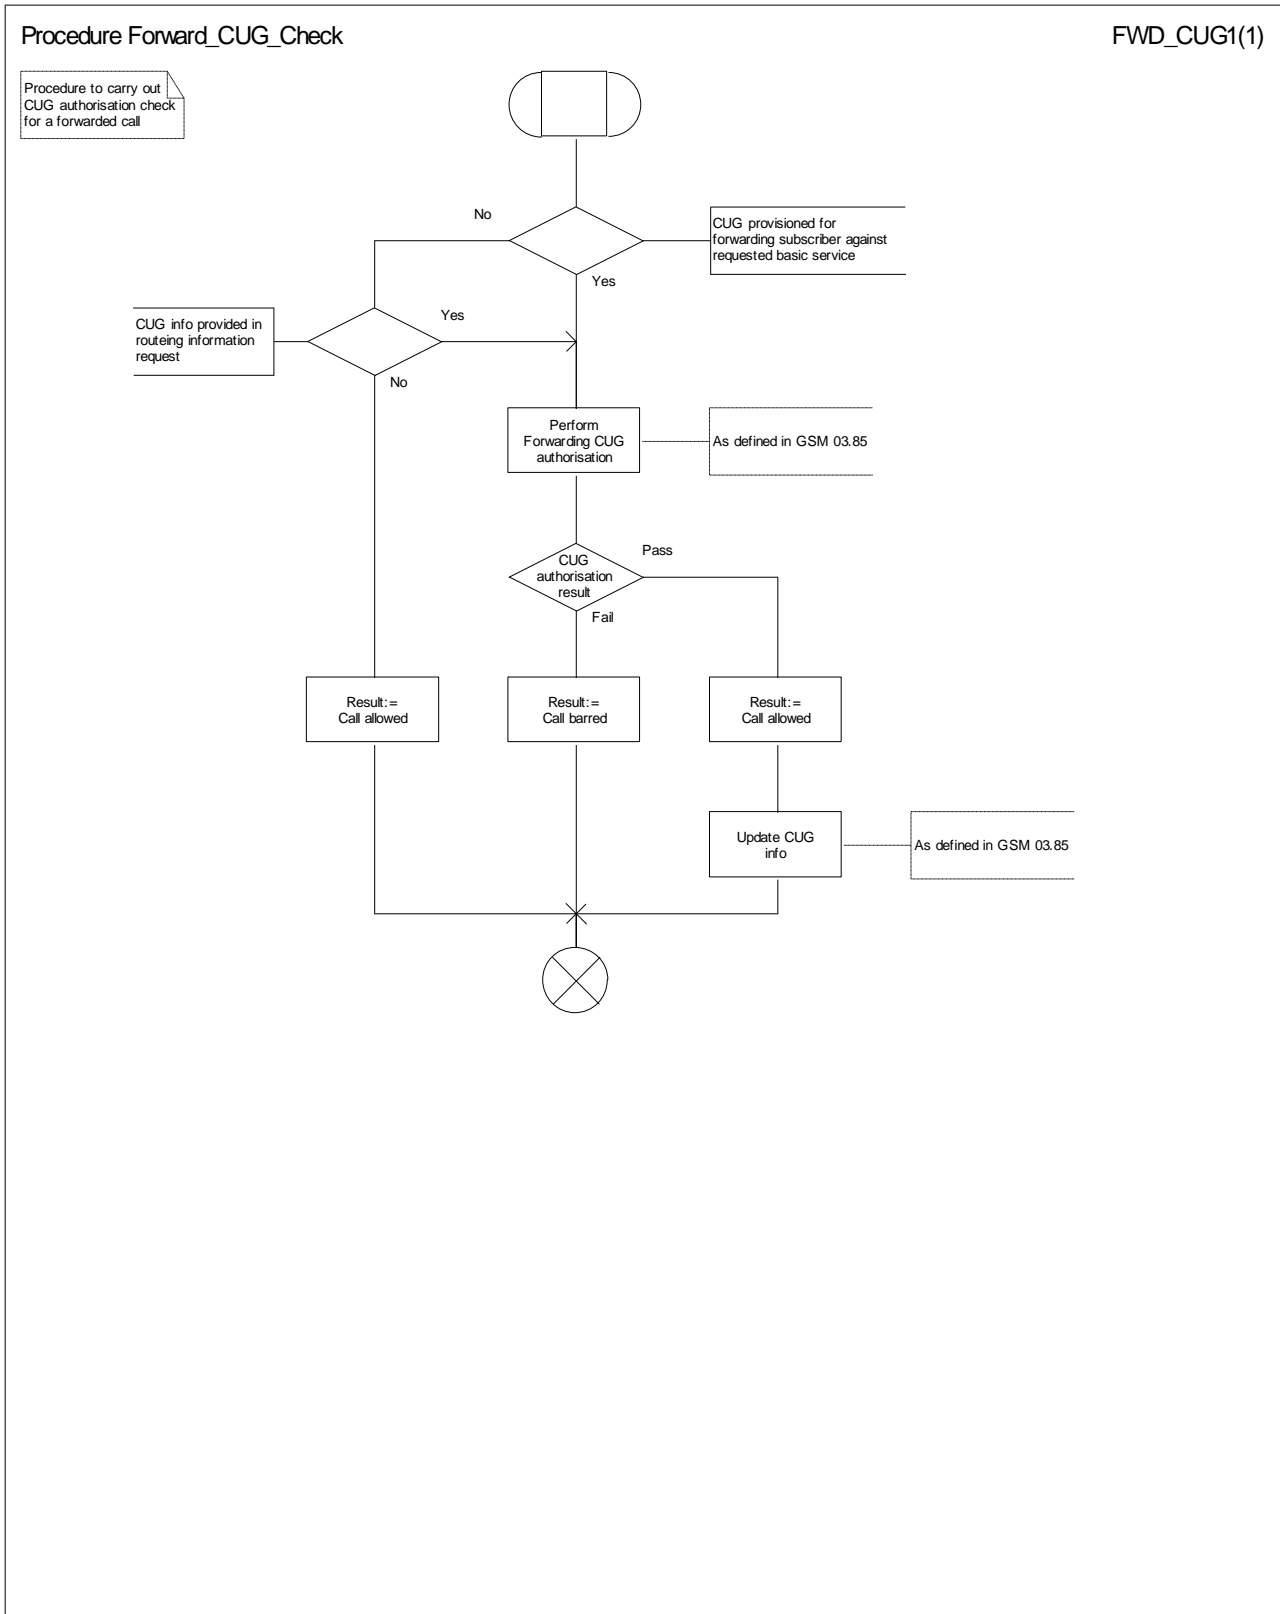 Procedure Forward_CUG_Check
FWD_CUG1(1)
Procedure to carry out
CUG authorisation check
for a forwarded call
No
CUG provisioned for
forwarding subscriber against
requested basic service
Yes
CUG info provided in
routeing information
request
Yes
No
Perform
Forwarding CUG
authorisation
As defined in GSM 03.85
CUG
authorisation
result
Pass
Fail
Result:=
Call allowed
Result:=
Call barred
Result:=
Call allowed
Update CUG
info
As defined in GSM 03.85